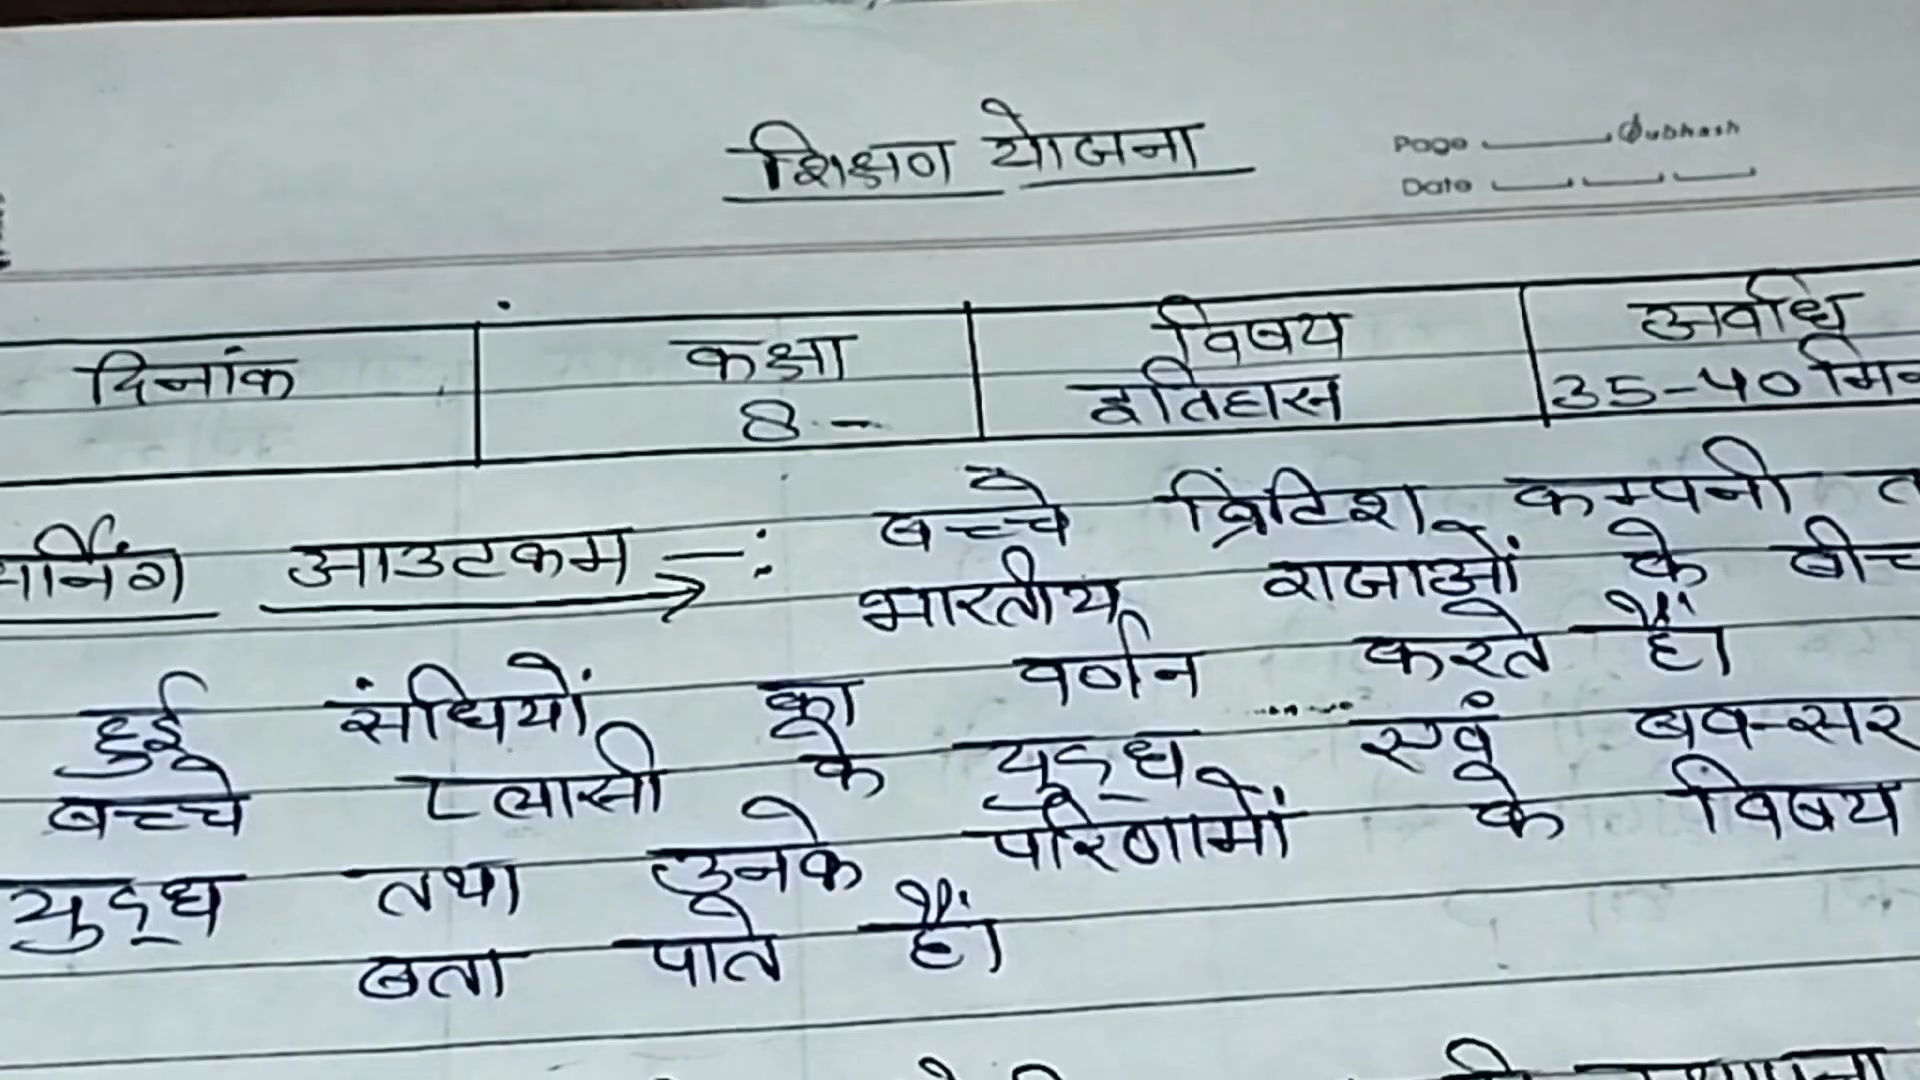 शिक्षण योजना
Page Subhash
Date
दिनांक कक्षा विषय अवधि
8 - इतिहास 35-40 मिन
र्निंग आउटकम -: बच्चे ब्रिटिश कम्पनी त
भारतीय राजाओं के बीच
हुई संधियों का वर्णन करते हैं।
बच्चे प्लासी के युद्ध एवं बक्सर
युद्ध तथा उनके परिणामों के विषय
बता पाते हैं।